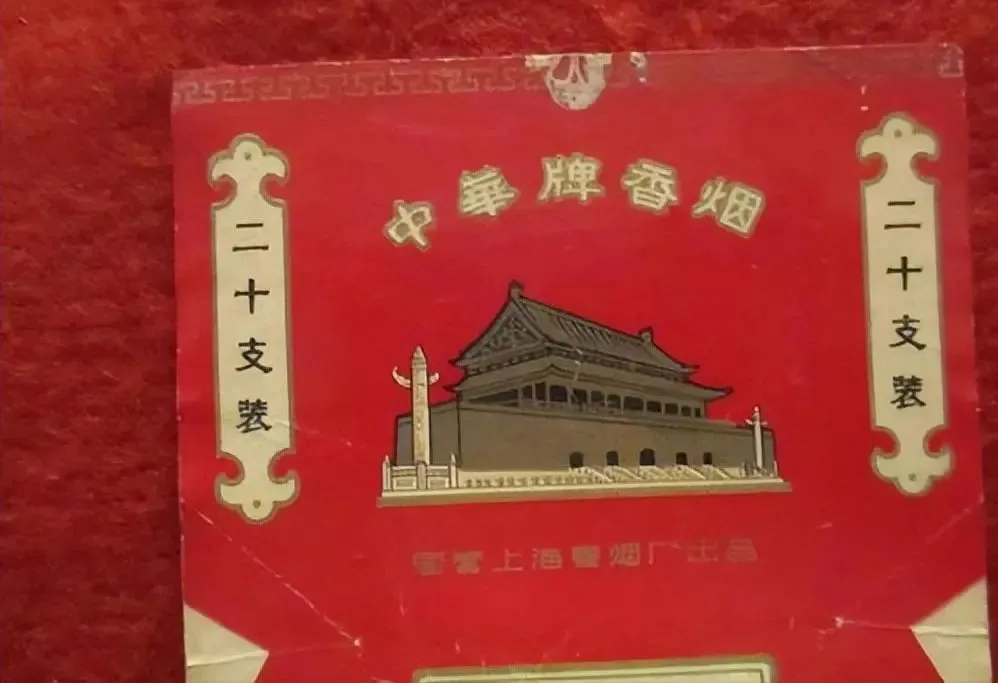 中華牌香烟
二十支装
二十支装
国营上海卷烟厂出品